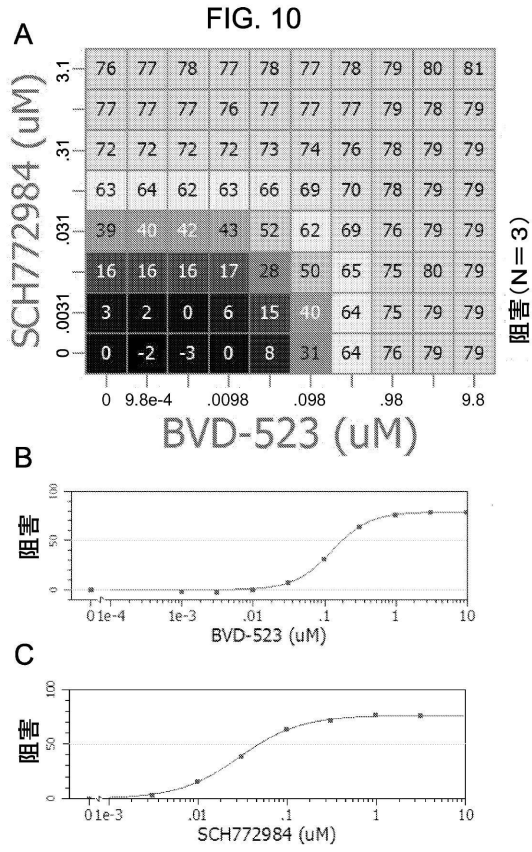 FIG. 10
A
3.1 76 77 78 77 78 77 78 79 80 81
77 77 77 76 77 77 77 79 78 79
.31 72 72 72 72 73 74 76 78 79 79
63 64 62 63 66 69 70 78 79 79
.031 39 40 42 43 52 62 69 76 79 79
16 16 16 17 28 50 65 75 80 79
.0031 3 2 0 6 15 40 64 75 79 79
0 0 -2 -3 0 8 31 64 76 79 79
SCH772984 (uM)
阻害 (N=3)
0 9.8e-4 .0098 .098 .98 9.8
BVD-523 (uM)
B
阻害
100
50
0
01e-4 1e-3 .01 .1 1 10
BVD-523 (uM)
C
阻害
100
50
0
01e-3 .01 .1 1 10
SCH772984 (uM)